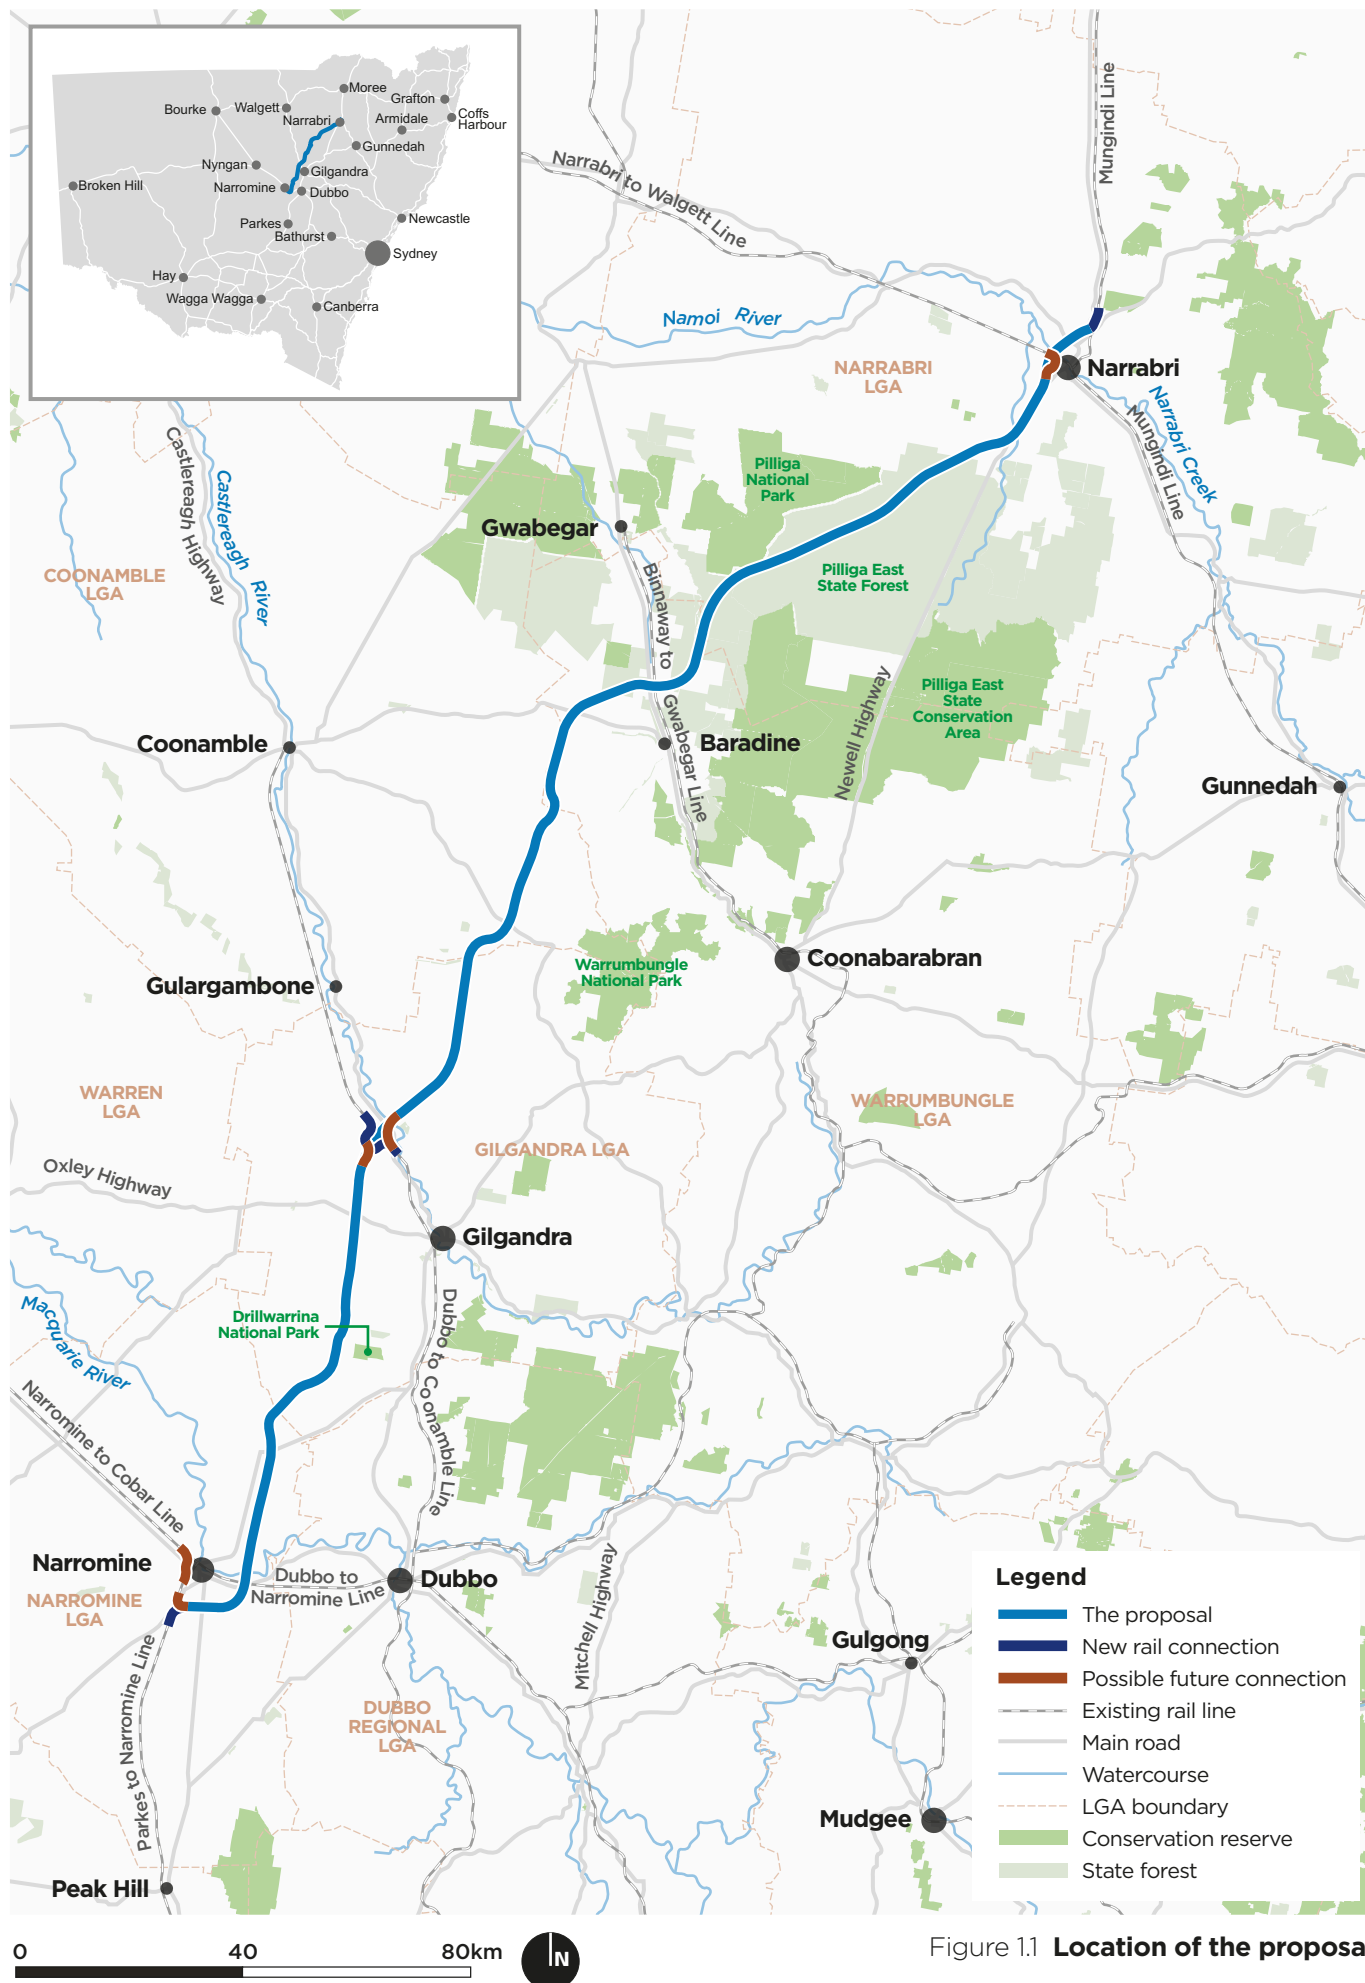 Moree
Grafton
Bourke
Walgett
Coffs
Harbour
Narrabri
Armidale
Gunnedah
Nyngan
Gilgandra
Broken Hill
Narromine
Dubbo
Newcastle
Parkes
Bathurst
Sydney
Hay
Wagga Wagga
Canberra
Mungindi Line
Narrabri to Walgett Line
Namoi River
NARRABRI
LGA
Narrabri
Narrabri Creek
Mungindi Line
Castlereagh Highway
Castlereagh River
Pilliga
National
Park
Gwabegar
COONAMBLE
LGA
Pilliga East
State Forest
Binnaway to
Gwabegar Line
Newell Highway
Pilliga East
State
Conservation
Area
Coonamble
Baradine
Gunnedah
Warrumbungle
National Park
Coonabarabran
Gulargambone
WARREN
LGA
WARRUMBUNGLE
LGA
GILGANDRA LGA
Oxley Highway
Gilgandra
Macquarie River
Drillwarrina
National Park
Dubbo to Coonamble Line
Narromine to Cobar Line
Narromine
NARROMINE
LGA
Dubbo to
Narromine Line
Dubbo
Mitchell Highway
Parkes to Narromine Line
DUBBO
REGIONAL
LGA
Gulgong
Mudgee
Peak Hill
Legend
The proposal
New rail connection
Possible future connection
Existing rail line
Main road
Watercourse
LGA boundary
Conservation reserve
State forest
0 40 80km
N
Figure 1.1 Location of the proposa